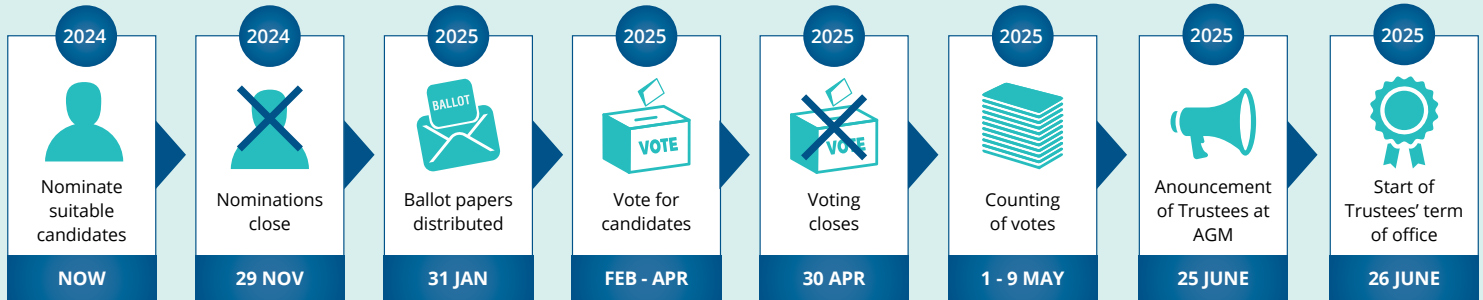 2024
Nominate
suitable
candidates
NOW
2024
Nominations
close
29 NOV
2025
BALLOT
Ballot papers
distributed
31 JAN
2025
VOTE
Vote for
candidates
FEB - APR
2025
VOTE
Voting
closes
30 APR
2025
Counting
of votes
1 - 9 MAY
2025
Anouncement
of Trustees at
AGM
25 JUNE
2025
Start of
Trustees’ term
of office
26 JUNE